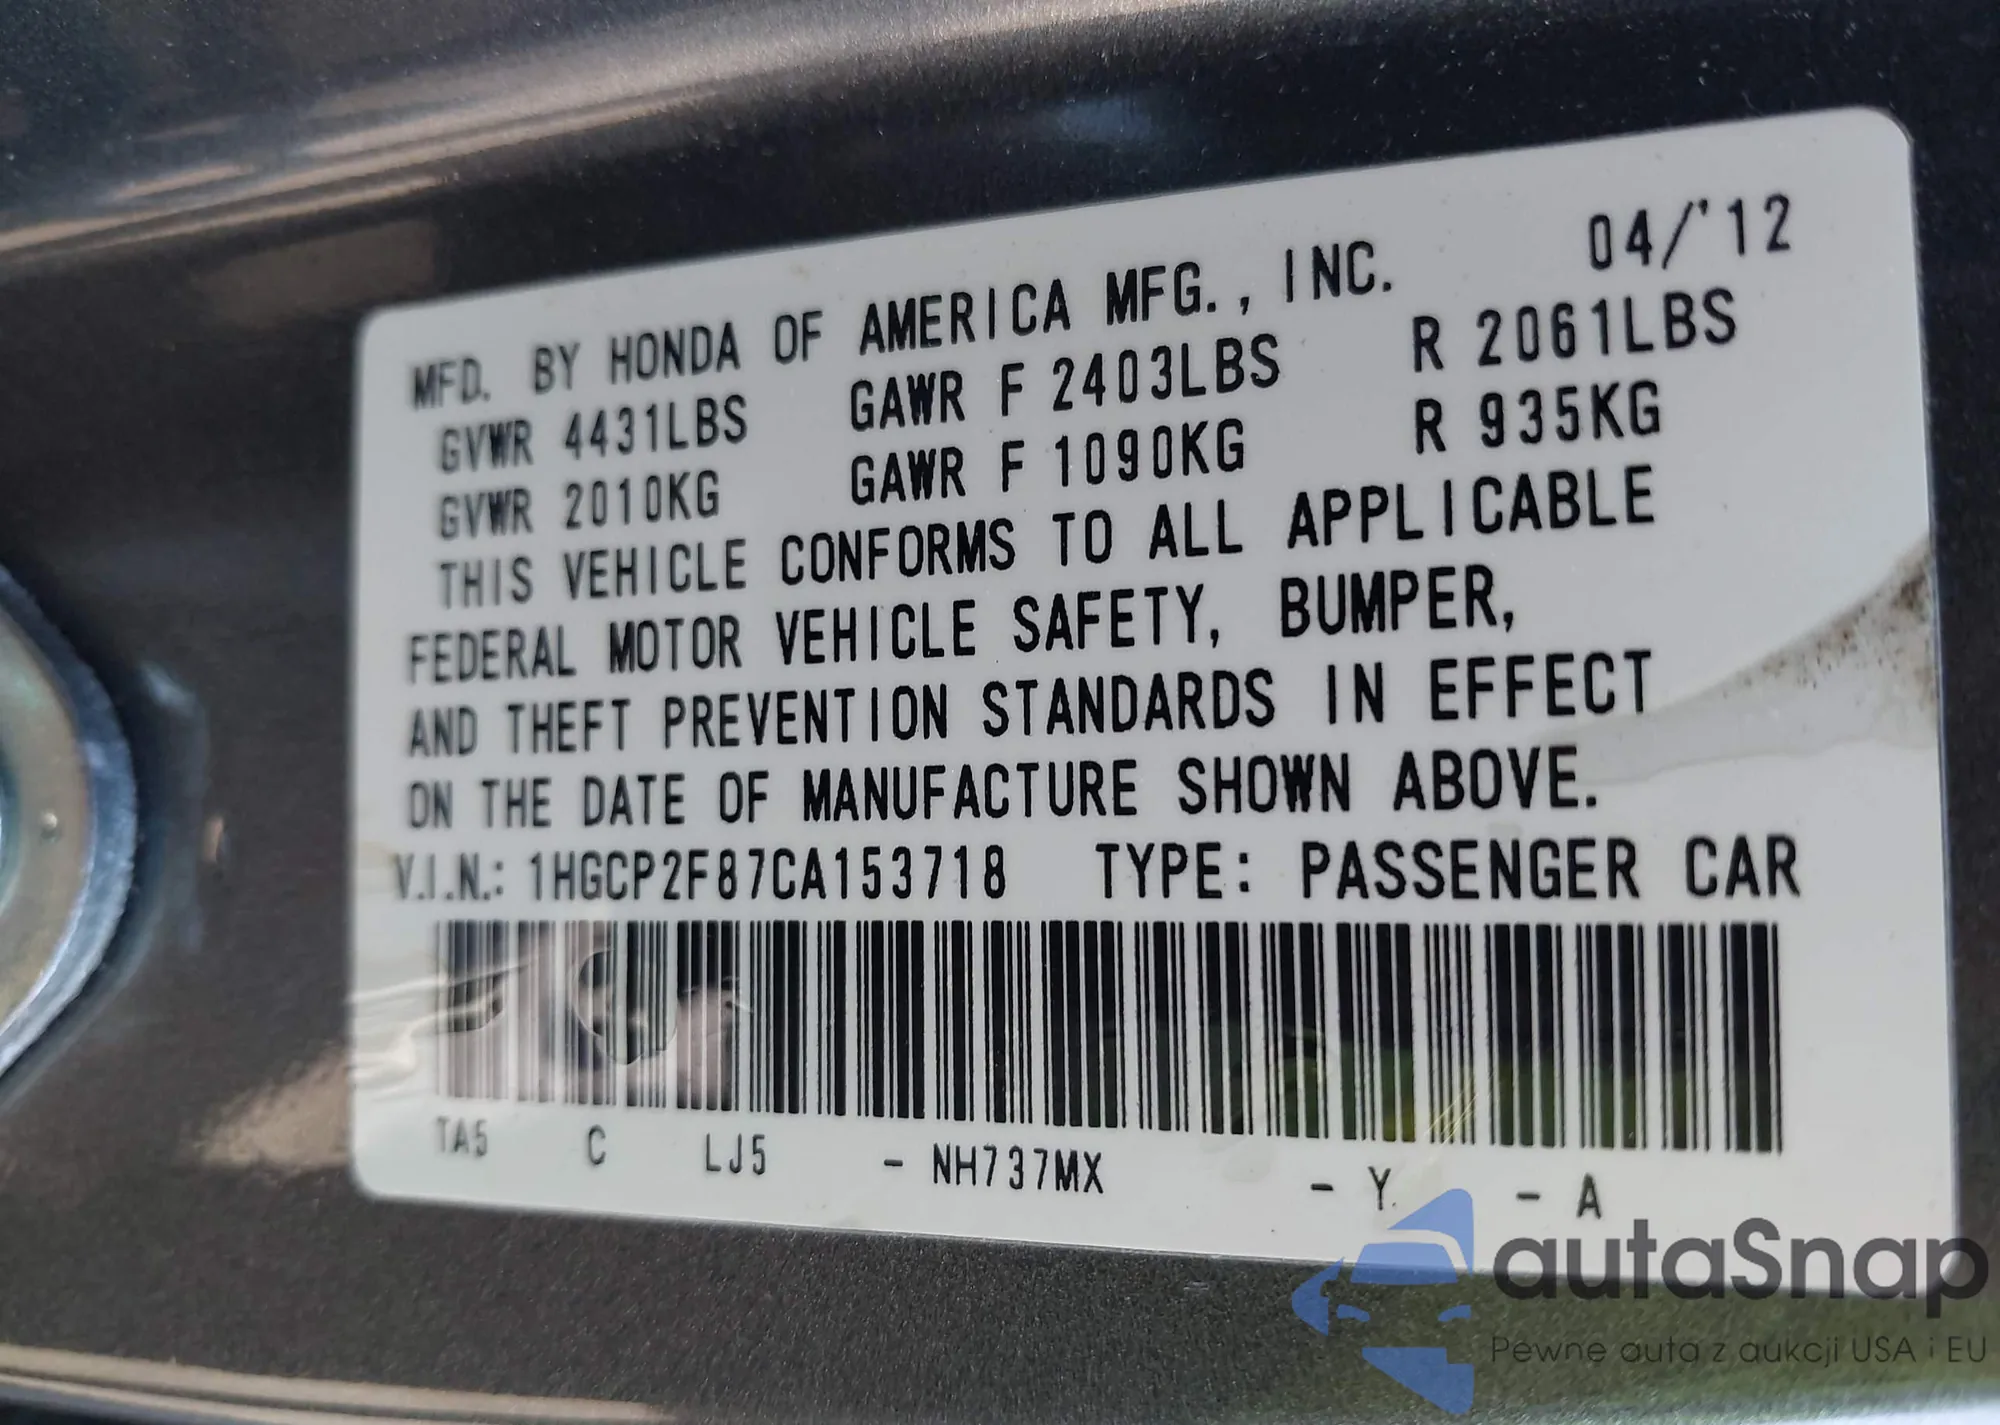 04/'12
MFD. BY HONDA OF AMERICA MFG., INC.
GVWR 4431LBS GAWR F 2403LBS R 2061LBS
GVWR 2010KG GAWR F 1090KG R 935KG
THIS VEHICLE CONFORMS TO ALL APPLICABLE
FEDERAL MOTOR VEHICLE SAFETY, BUMPER,
AND THEFT PREVENTION STANDARDS IN EFFECT
ON THE DATE OF MANUFACTURE SHOWN ABOVE.
V.I.N.: 1HGCP2F87CA153718 TYPE: PASSENGER CAR
TA5 C LJ5 - NH737MX - Y - A
autaSnap
Pewne auta z aukcji USA i EU